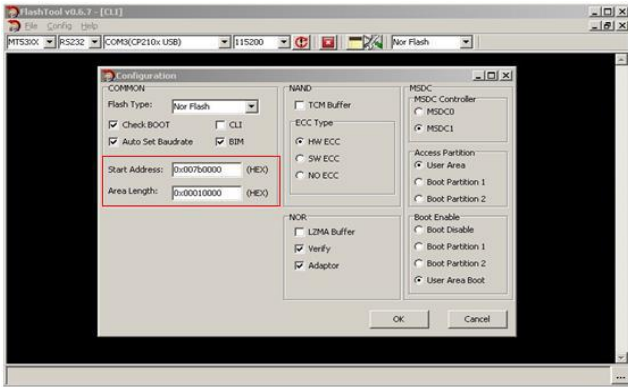 FlashTool v0.6.7 - [CLI]
File Config Help
MT53XX RS232 COM3(CP210x USB) 115200 Nor Flash
Configuration
COMMON
Flash Type: Nor Flash
Check BOOT CLI
Auto Set Baudrate BIM
Start Address: 0x007b0000 (HEX)
Area Length: 0x00010000 (HEX)
NAND
TCM Buffer
ECC Type
HW ECC
SW ECC
NO ECC
NOR
LZMA Buffer
Verify
Adaptor
MSDC
MSDC Controller
MSDC0
MSDC1
Access Partition
User Area
Boot Partition 1
Boot Partition 2
Boot Enable
Boot Disable
Boot Partition 1
Boot Partition 2
User Area Boot
OK Cancel
...